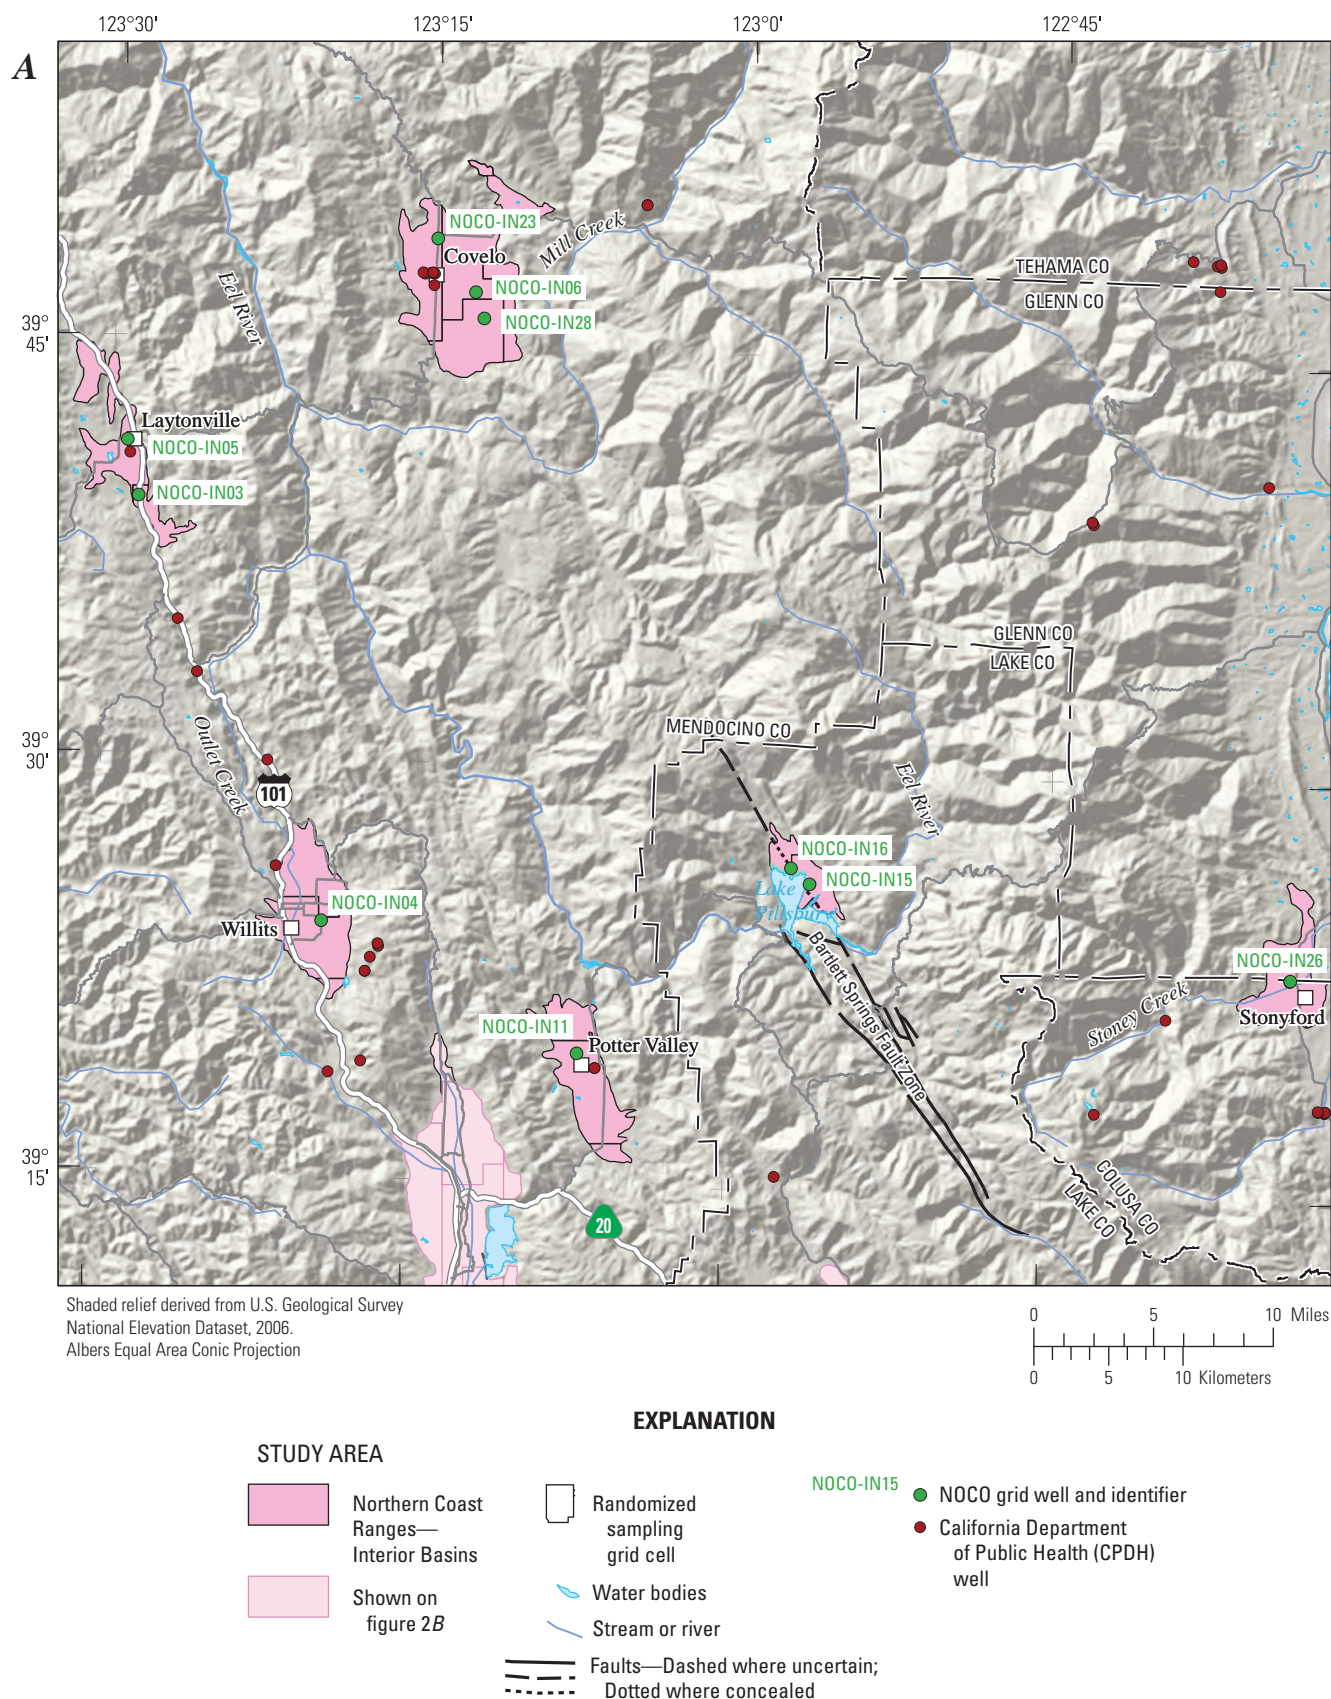 123°30' 123°15' 123°0' 122°45'
A
NOCO-IN23
Mill Creek
Covelo
TEHAMA CO
GLENN CO
NOCO-IN06
NOCO-IN28
Eel River
39°
45'
Laytonville
NOCO-IN05
NOCO-IN03
GLENN CO
LAKE CO
MENDOCINO CO
Outlet Creek
39°
30'
101
Eel River
NOCO-IN16
NOCO-IN15
Lake
Pillsbury
NOCO-IN04
Willits
Bartlett Springs Fault Zone
NOCO-IN26
Stoney Creek
Stonyford
NOCO-IN11
Potter Valley
39°
15'
COLUSA CO
LAKE CO
20
Shaded relief derived from U.S. Geological Survey
National Elevation Dataset, 2006.
Albers Equal Area Conic Projection
0 5 10 Miles
0 5 10 Kilometers
EXPLANATION
STUDY AREA
Northern Coast
Ranges—
Interior Basins
Shown on
figure 2B
Randomized
sampling
grid cell
Water bodies
Stream or river
Faults—Dashed where uncertain;
Dotted where concealed
NOCO-IN15
NOCO grid well and identifier
California Department
of Public Health (CPDH)
well